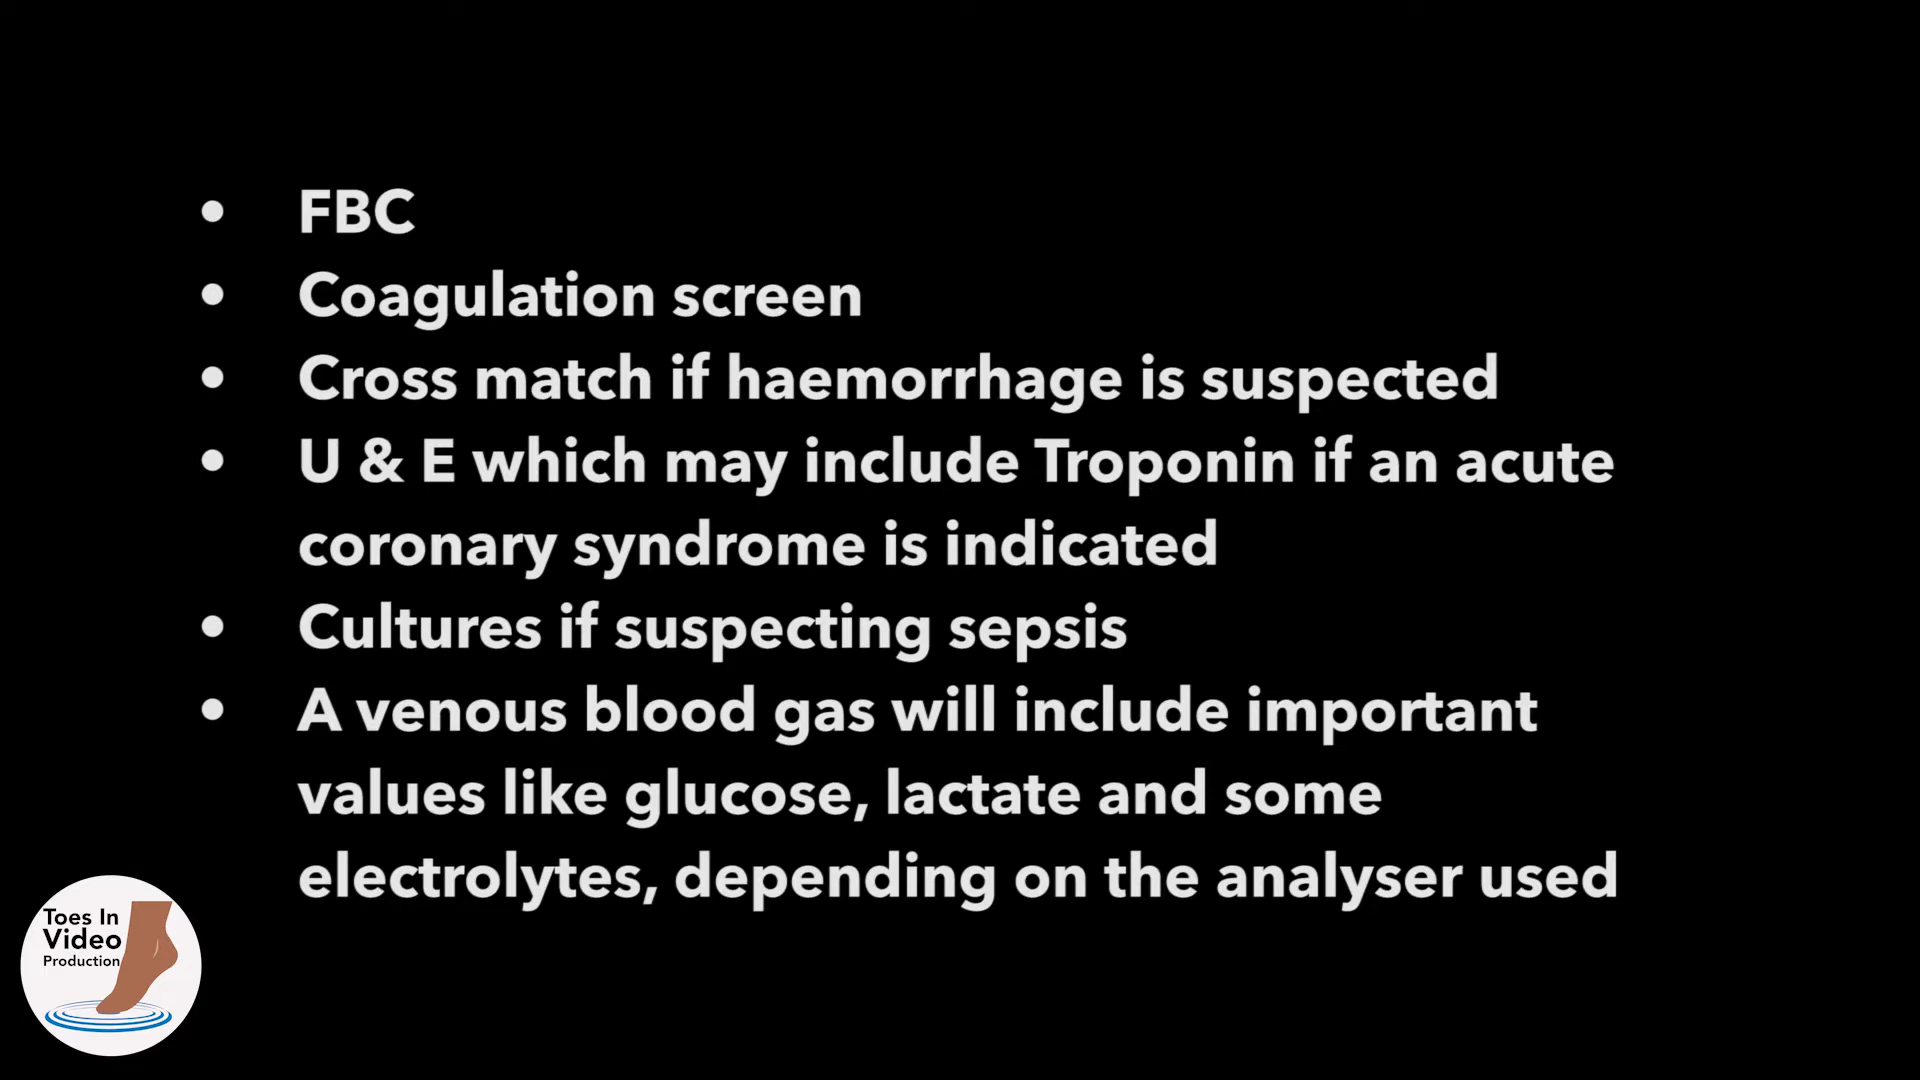 • FBC
• Coagulation screen
• Cross match if haemorrhage is suspected
• U & E which may include Troponin if an acute
coronary syndrome is indicated
• Cultures if suspecting sepsis
• A venous blood gas will include important
values like glucose, lactate and some
electrolytes, depending on the analyser used
Toes In
Video
Production